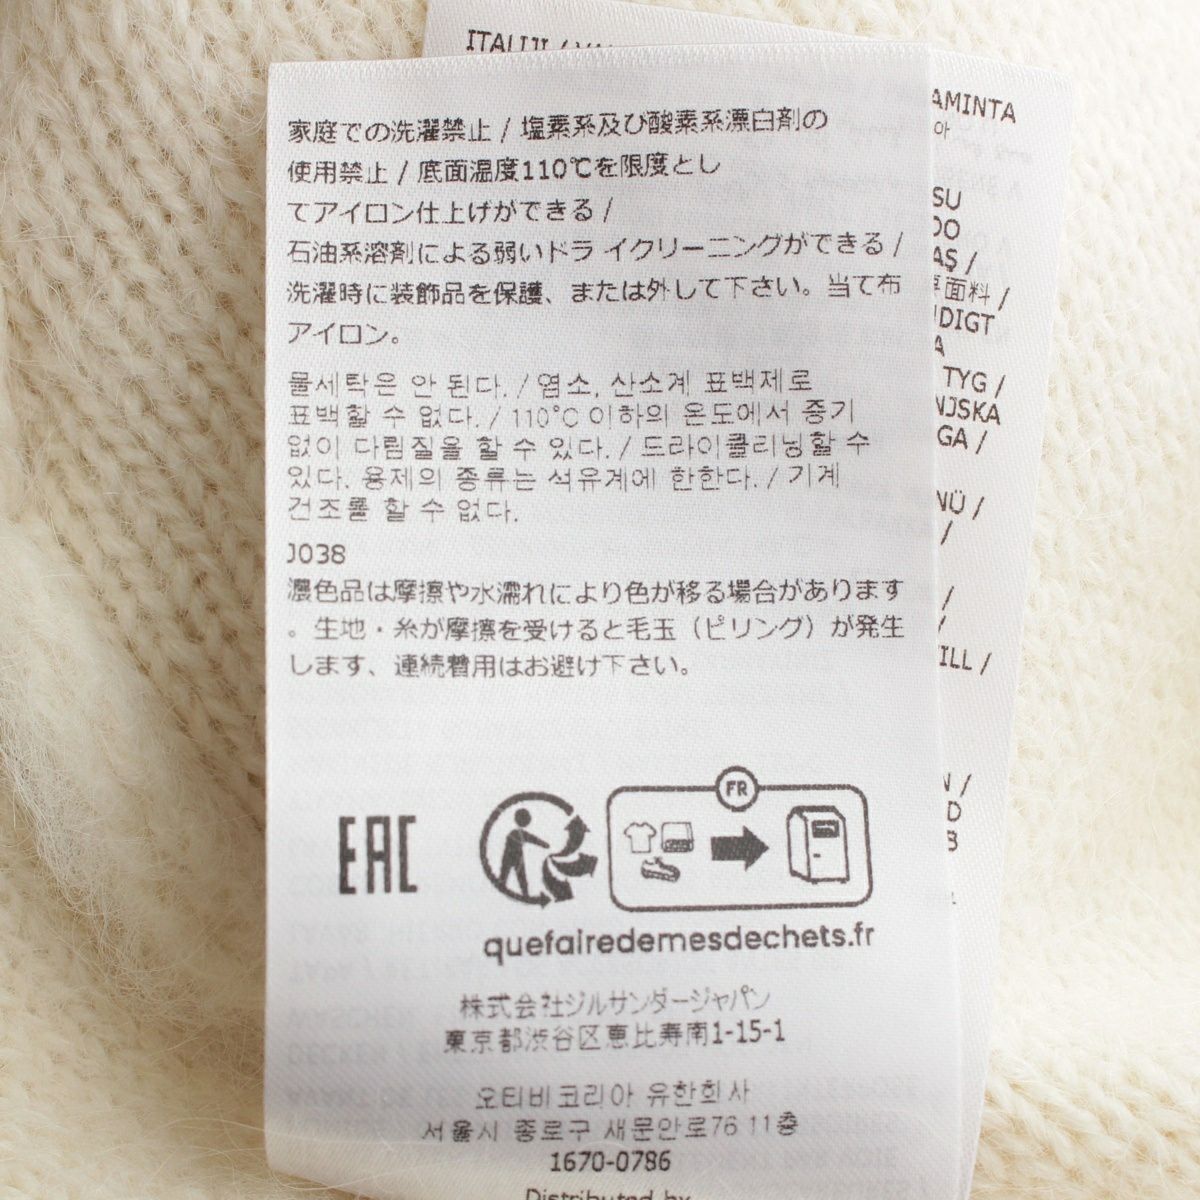 ITALIJI /
家庭での洗濯禁止 / 塩素系及び酸素系漂白剤の
使用禁止 / 底面温度110℃を限度とし
てアイロン仕上げができる /
石油系溶剤による弱いドラ イクリーニングができる /
洗濯時に装飾品を保護、または外して下さい。当て布
アイロン。
물세탁은 안 된다. / 염소, 산소계 표백제로
표백할 수 없다. / 110°C 이하의 온도에서 증기
없이 다림질을 할 수 있다. / 드라이클리닝할 수
있다. 용제의 종류는 석유계에 한한다. / 기계
건조를 할 수 없다.
J038
濃色品は摩擦や水濡れにより色が移る場合があります
。生地・糸が摩擦を受けると毛玉（ピリング）が発生
します、連続着用はお避け下さい。
EAC
FR
quefairedemesdechets.fr
株式会社ジルサンダージャパン
東京都渋谷区恵比寿南1-15-1
오티비코리아 유한회사
서울시 종로구 새문안로76 11층
1670-0786
Distributed by
AMINTA
SU
DO
AŞ /
面料 /
DIGT
A
TYG /
NJSKA
GA /
NÜ /
/
/
/
ILL /
N /
D
B